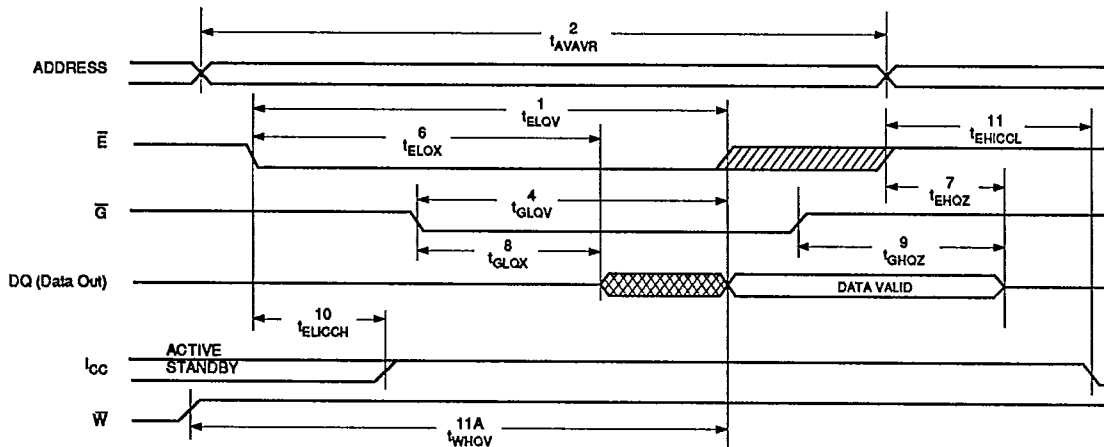 2
tAVAVR
ADDRESS
1
tELQV
11
tEHICCL
6
tELQX
E
7
tEHQZ
4
tGLQV
G
9
tGHQZ
8
tGLQX
DQ (Data Out)
DATA VALID
10
tELICCH
ACTIVE
ICC
STANDBY
W
11A
tWHQV